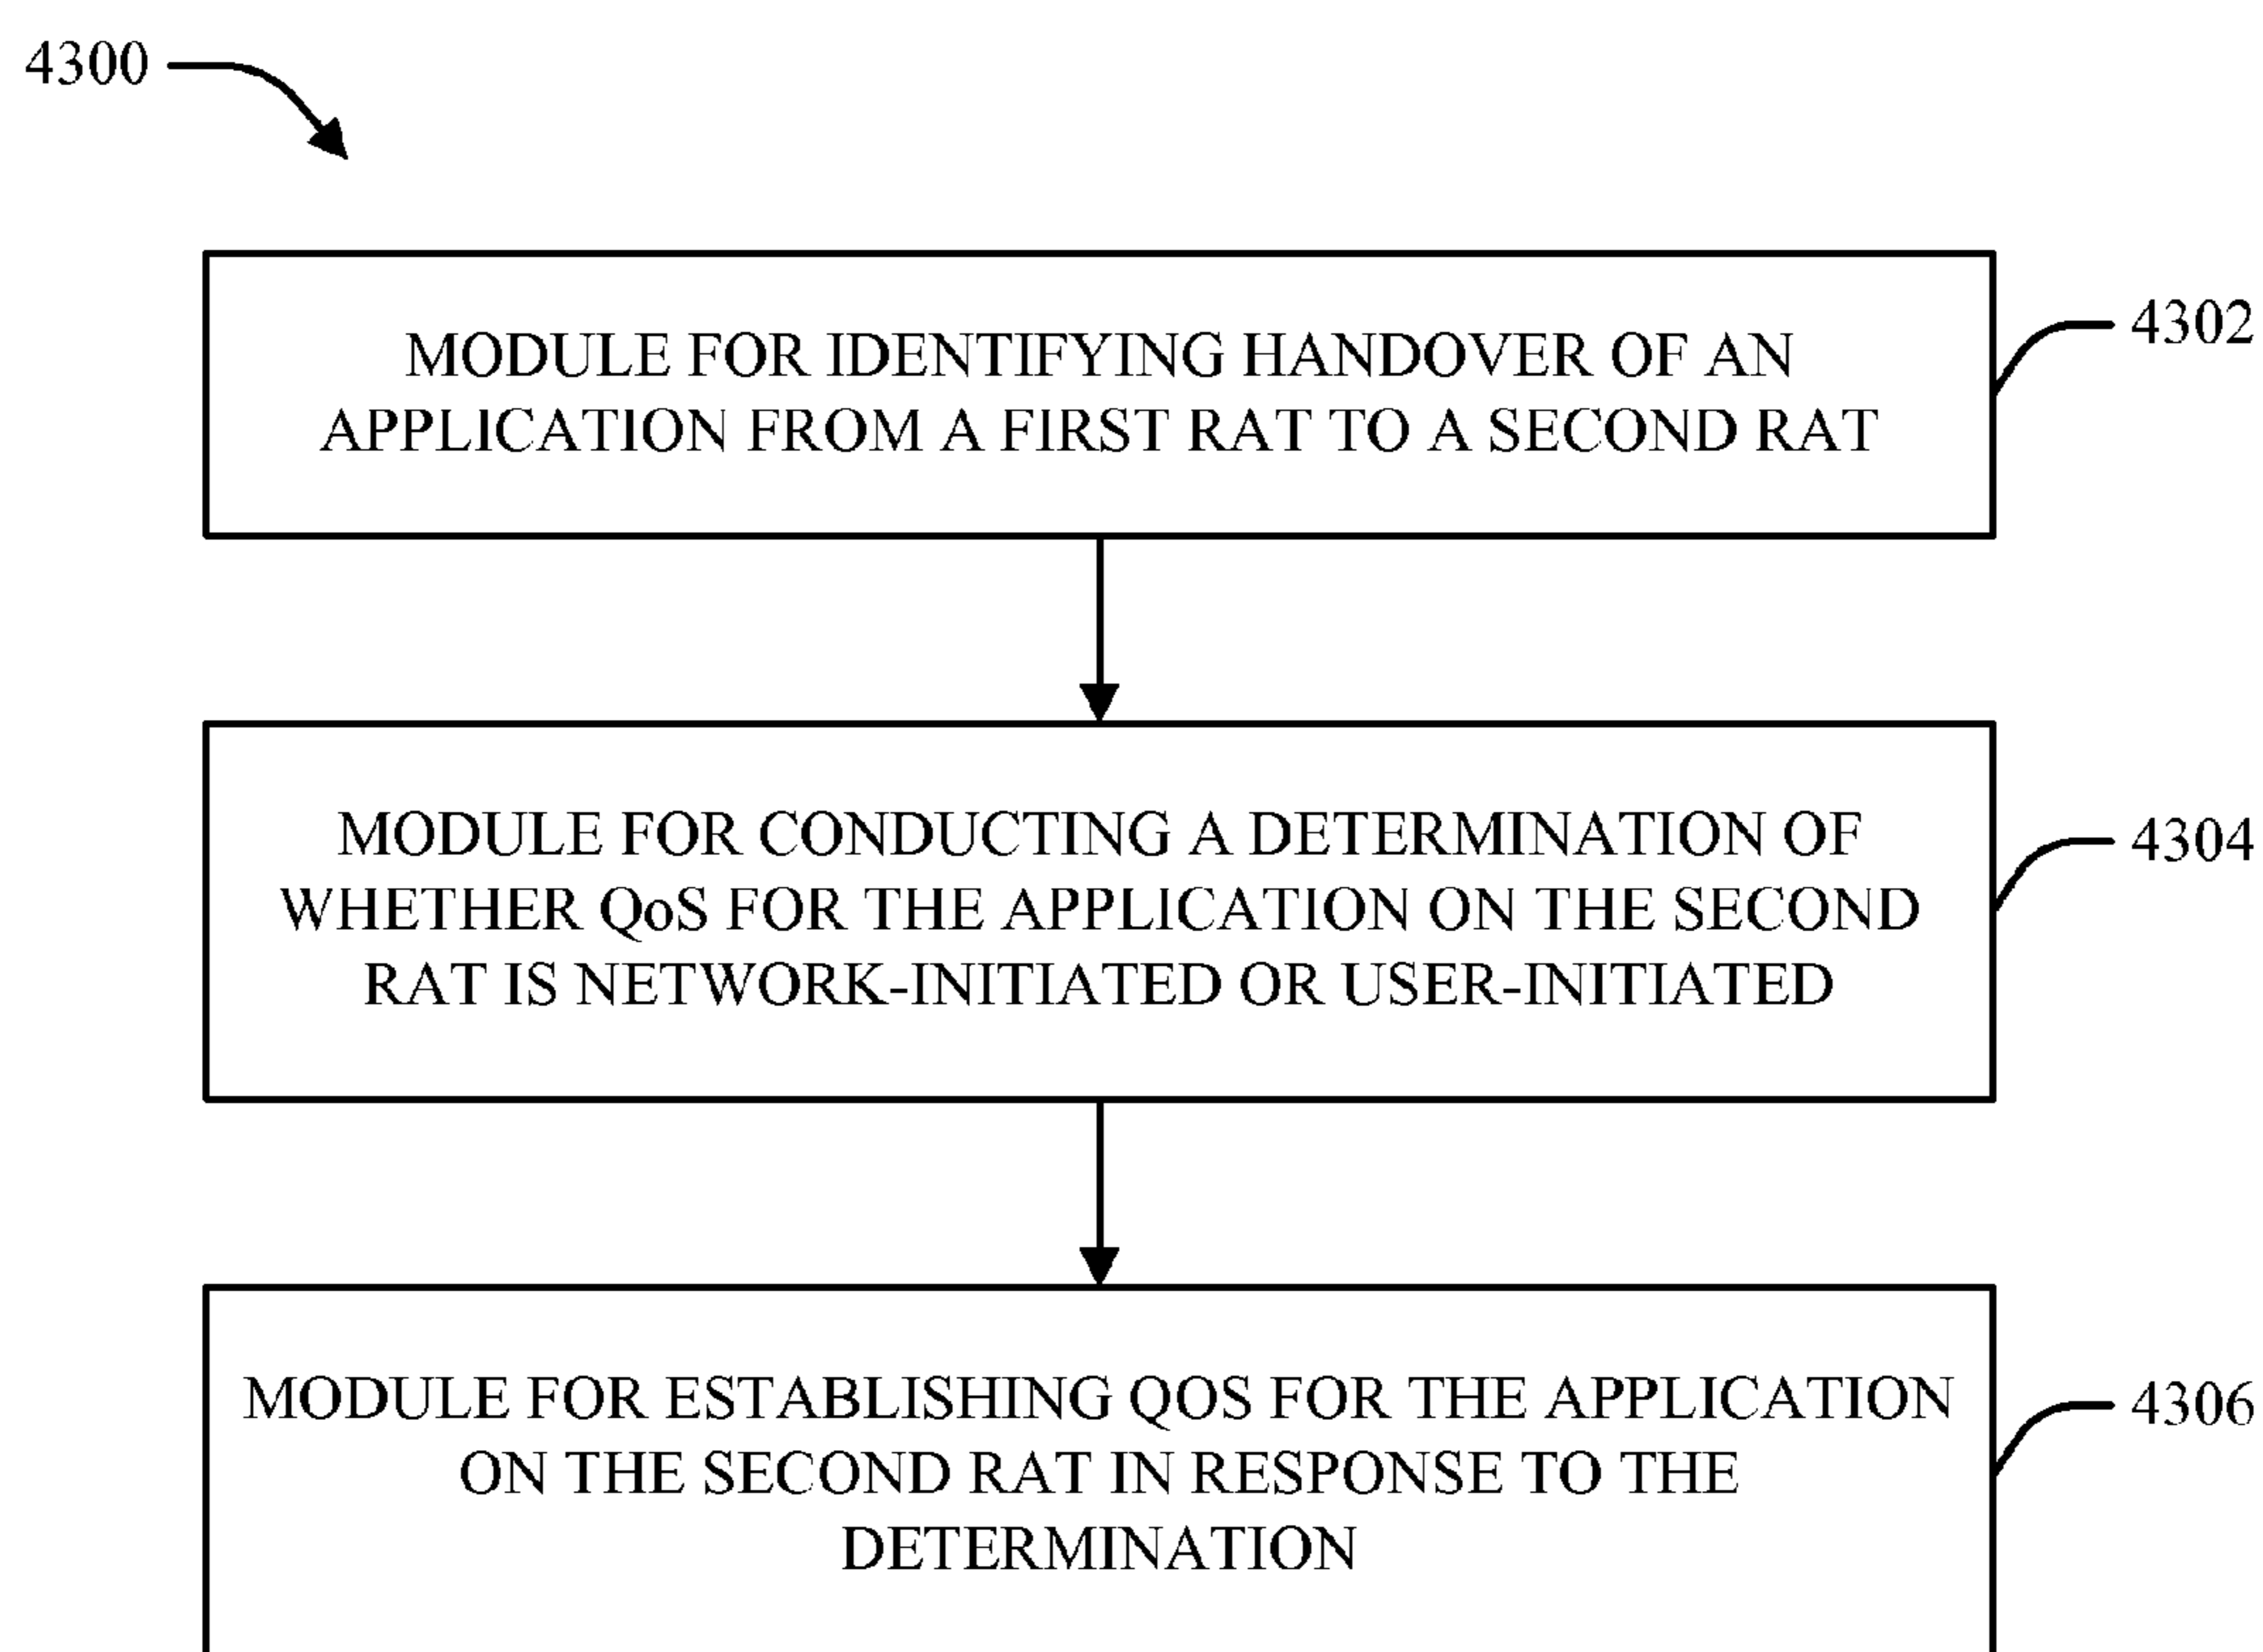 4300
MODULE FOR IDENTIFYING HANDOVER OF AN
APPLICATION FROM A FIRST RAT TO A SECOND RAT
4302
MODULE FOR CONDUCTING A DETERMINATION OF
WHETHER QoS FOR THE APPLICATION ON THE SECOND
RAT IS NETWORK-INITIATED OR USER-INITIATED
4304
MODULE FOR ESTABLISHING QOS FOR THE APPLICATION
ON THE SECOND RAT IN RESPONSE TO THE
DETERMINATION
4306